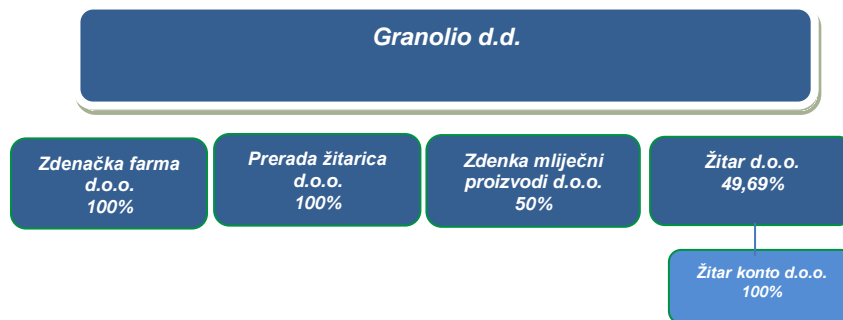 Granolio d.d.
Zdenačka farma
d.o.o.
100%
Prerada žitarica
d.o.o.
100%
Zdenka mliječni
proizvodi d.o.o.
50%
Žitar d.o.o.
49,69%
Žitar konto d.o.o.
100%